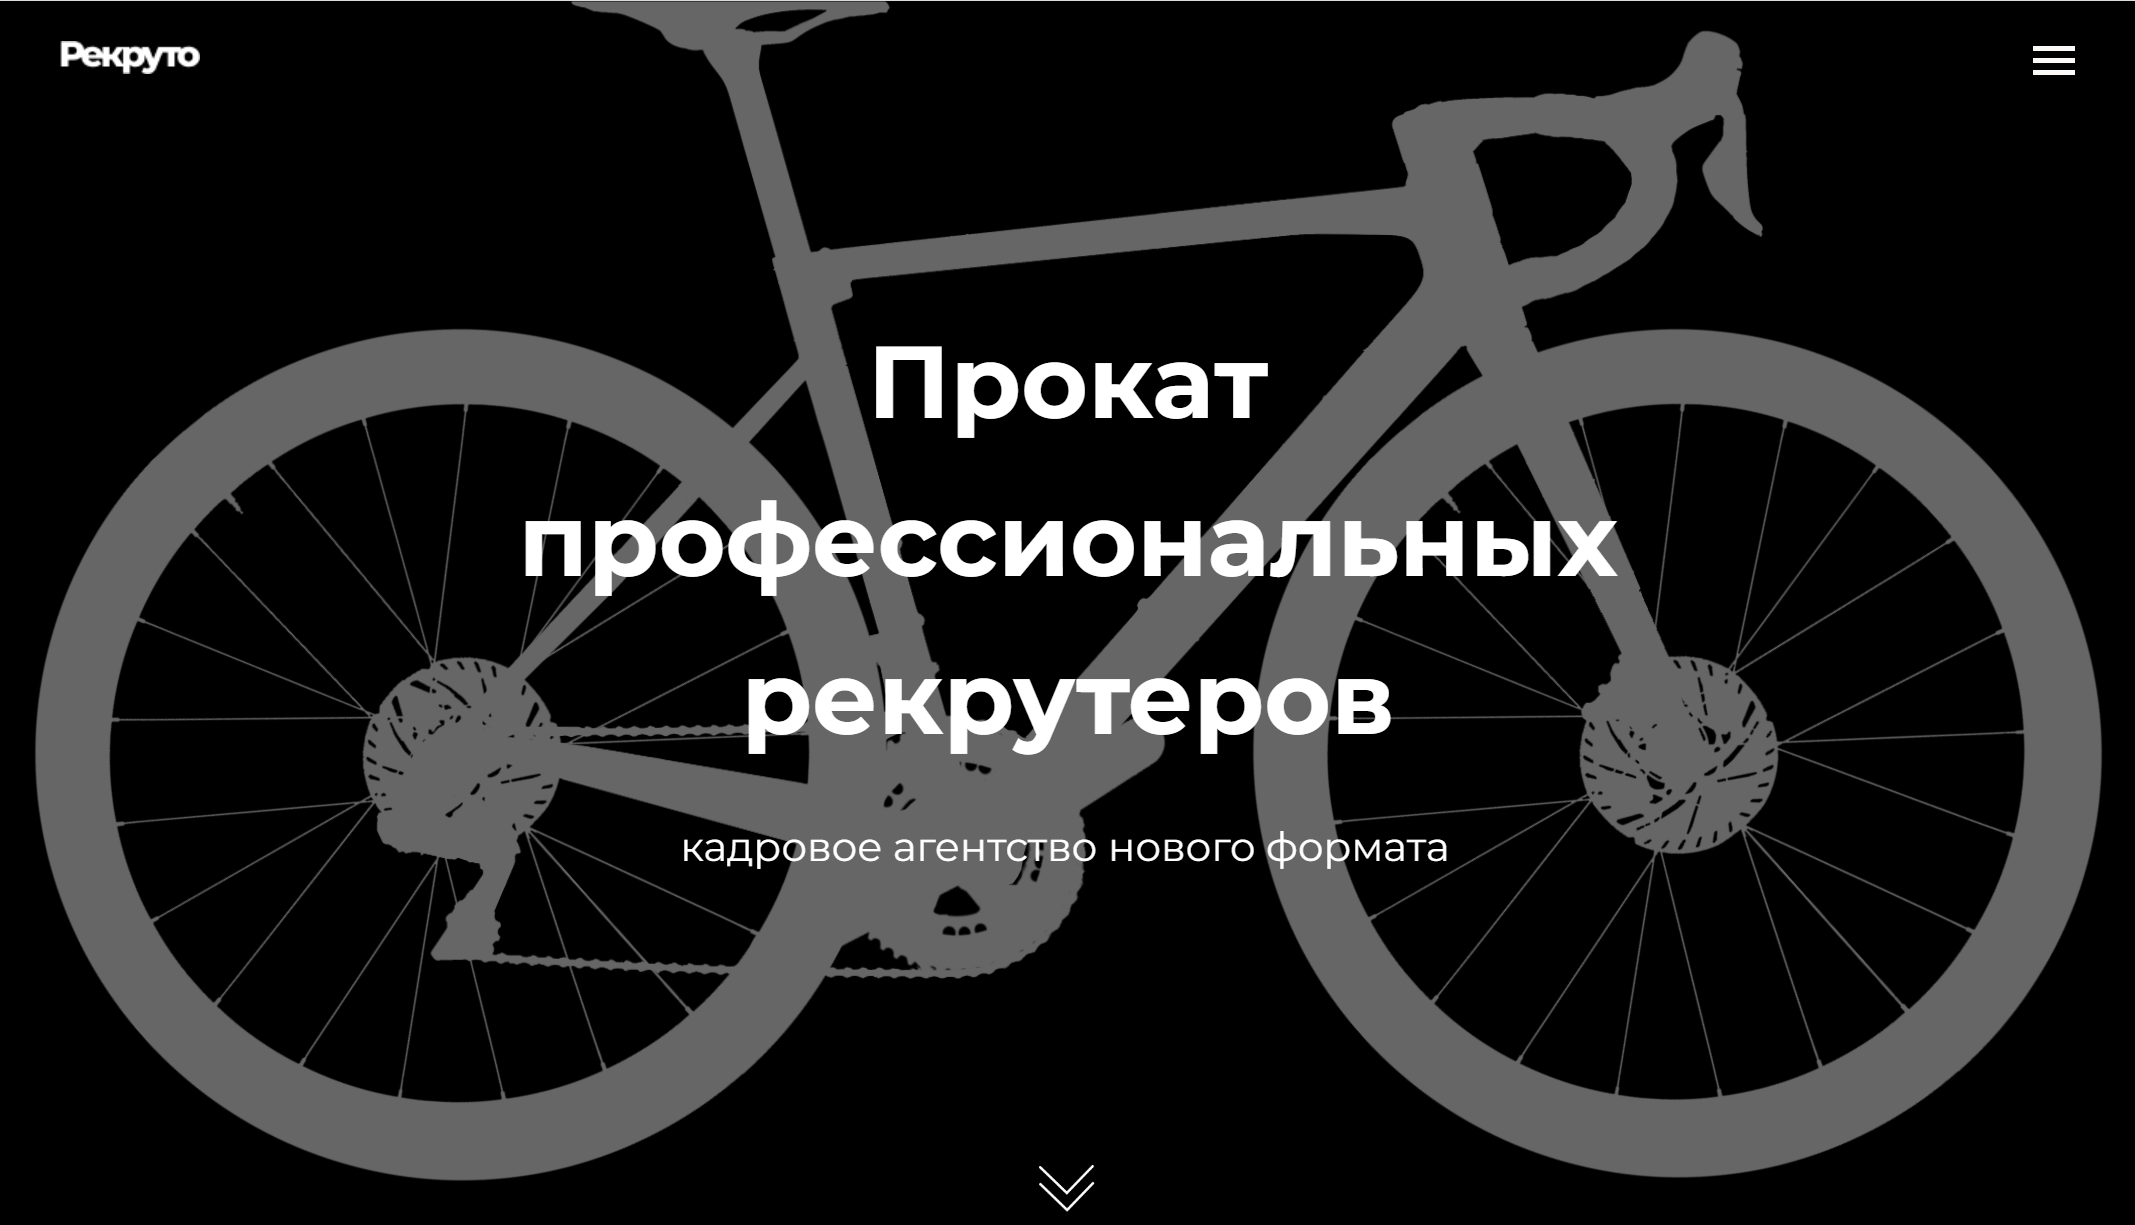 Рекруто
Прокат
профессиональных
рекрутеров
кадровое агентство нового формата